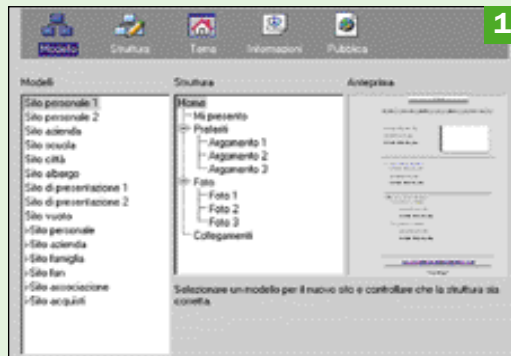 1
Modello Struttura Tema Informazioni Pubblica
Modelli Struttura Anteprima
Sito personale 1
Sito personale 2
Sito azienda
Sito scuola
Sito città
Sito albergo
Sito di presentazione 1
Sito di presentazione 2
Sito vuoto
i-Sito personale
i-Sito azienda
i-Sito famiglia
i-Sito fan
i-Sito associazione
i-Sito acquisti
Home
Mi presento
Preferiti
Argomento 1
Argomento 2
Argomento 3
Foto
Foto 1
Foto 2
Foto 3
Collegamenti
Selezionare un modello per il nuovo sito e controllare che la struttura sia
corretta.